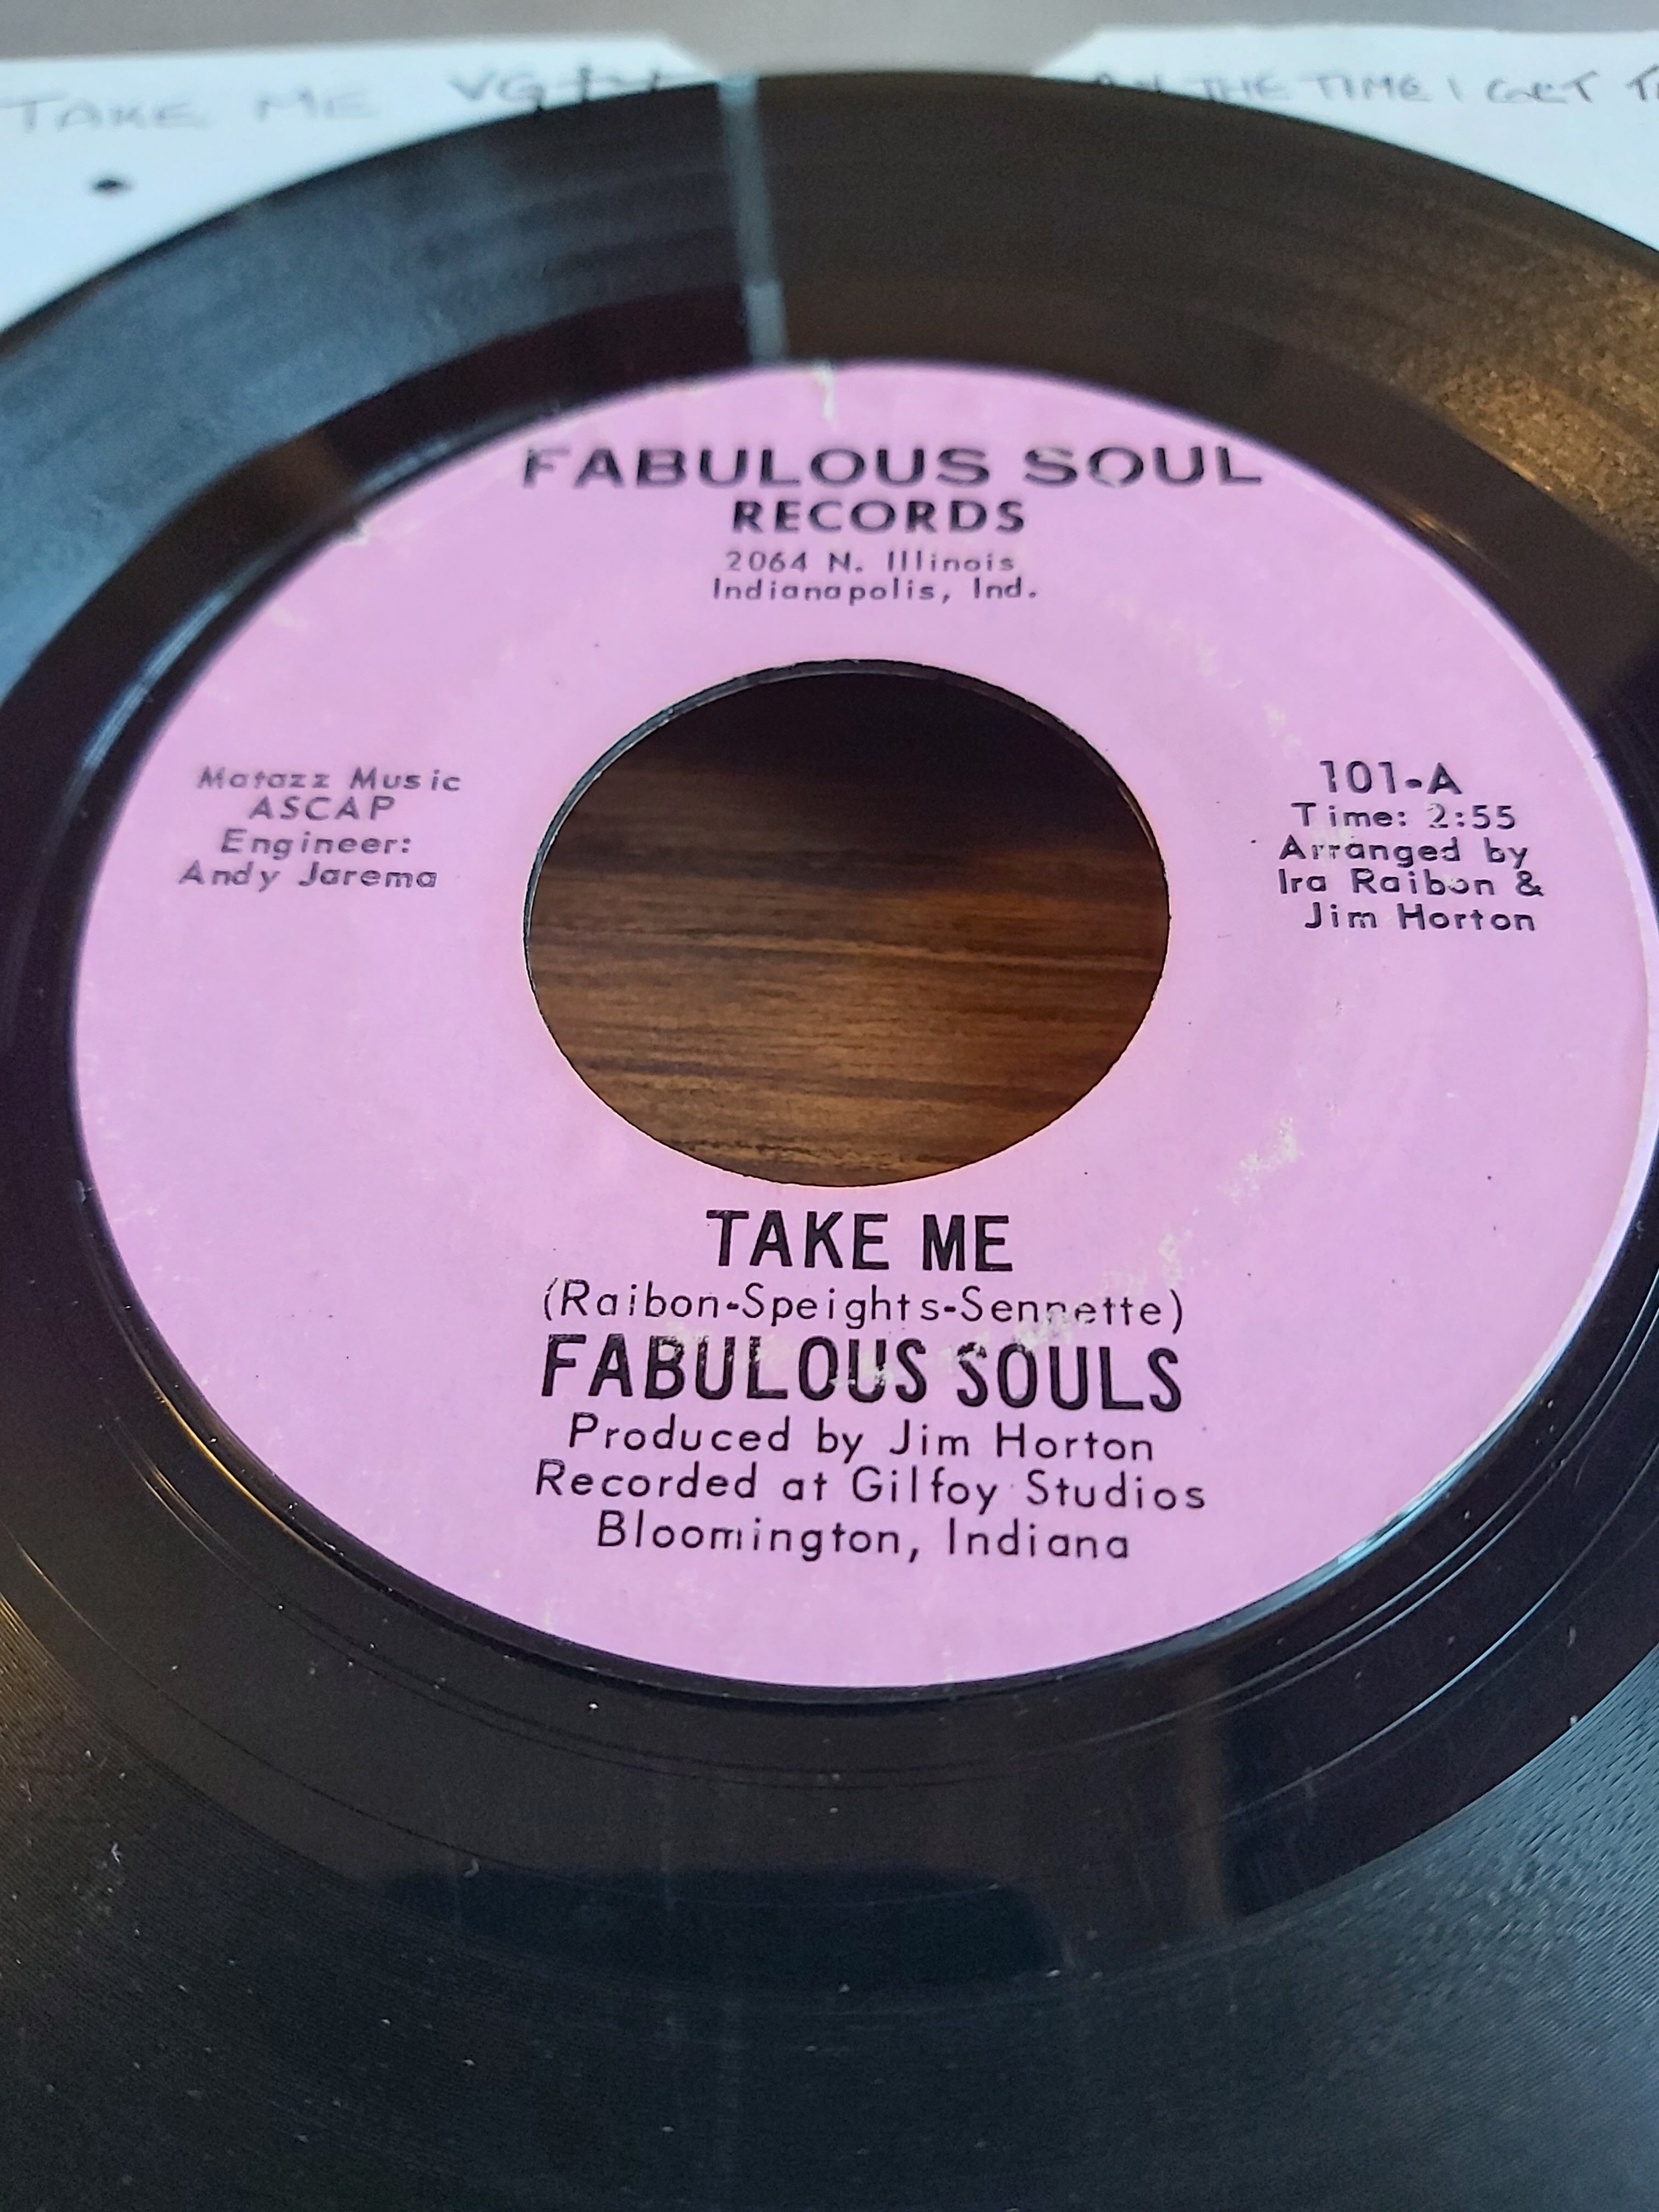 TAKE ME VG++
THE TIME I GET
FABULOUS SOUL
RECORDS
2064 N. Illinois
Indianapolis, Ind.
Matazz Music
ASCAP
Engineer:
Andy Jarema
101-A
Time: 2:55
Arranged by
Ira Raibon &
Jim Horton
TAKE ME
(Raibon-Speights-Sennette)
FABULOUS SOULS
Produced by Jim Horton
Recorded at Gilfoy Studios
Bloomington, Indiana